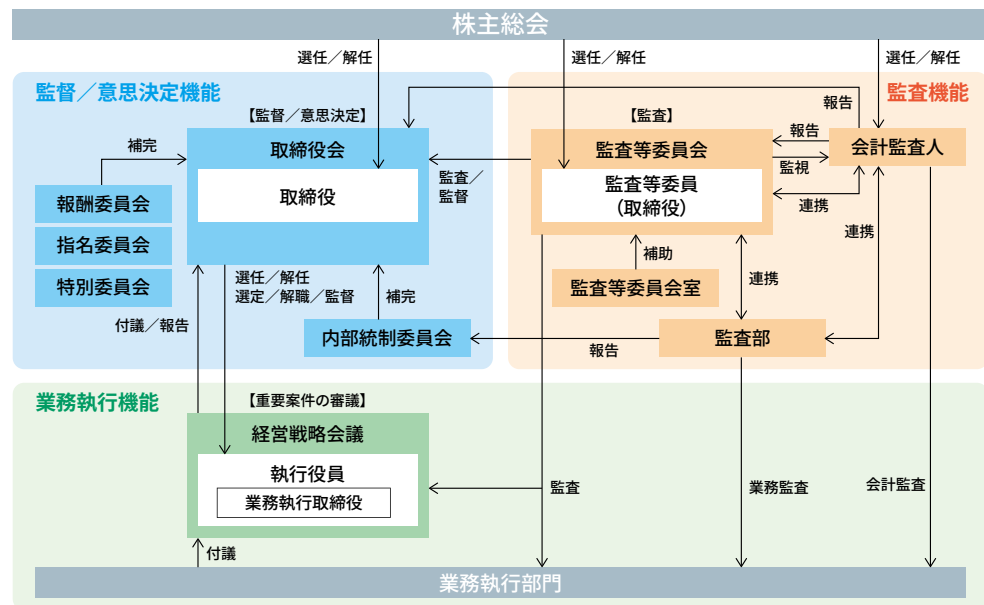 株主総会
選任／解任
選任／解任
選任／解任
監督／意思決定機能
監査機能
【監督／意思決定】
【監査】
報告
取締役会
取締役
補完
報酬委員会
指名委員会
特別委員会
監査／
監督
監査等委員会
監査等委員
（取締役）
報告
監視
連携
会計監査人
補助
監査等委員会室
連携
連携
選任／解任
選定／解職／監督
補完
付議／報告
内部統制委員会
報告
監査部
業務執行機能
【重要案件の審議】
経営戦略会議
執行役員
業務執行取締役
監査
業務監査
会計監査
付議
業務執行部門